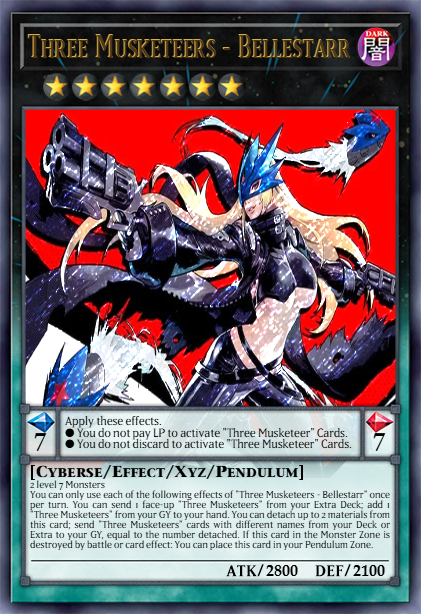 THREE MUSKETEERS - BELLESTARR
DARK
闇
Apply these effects.
● You do not pay LP to activate "Three Musketeer" Cards.
● You do not discard to activate "Three Musketeer" Cards.
7
7
[CYBERSE/EFFECT/XYZ/PENDULUM]
2 level 7 Monsters
You can only use each of the following effects of "Three Musketeers - Bellestarr" once
per turn. You can send 1 face-up "Three Musketeers" from your Extra Deck; add 1
"Three Musketeers" from your GY to your hand. You can detach up to 2 materials from
this card; send "Three Musketeers" cards with different names from your Deck or
Extra to your GY, equal to the number detached. If this card in the Monster Zone is
destroyed by battle or card effect: You can place this card in your Pendulum Zone.
ATK/2800 DEF/2100